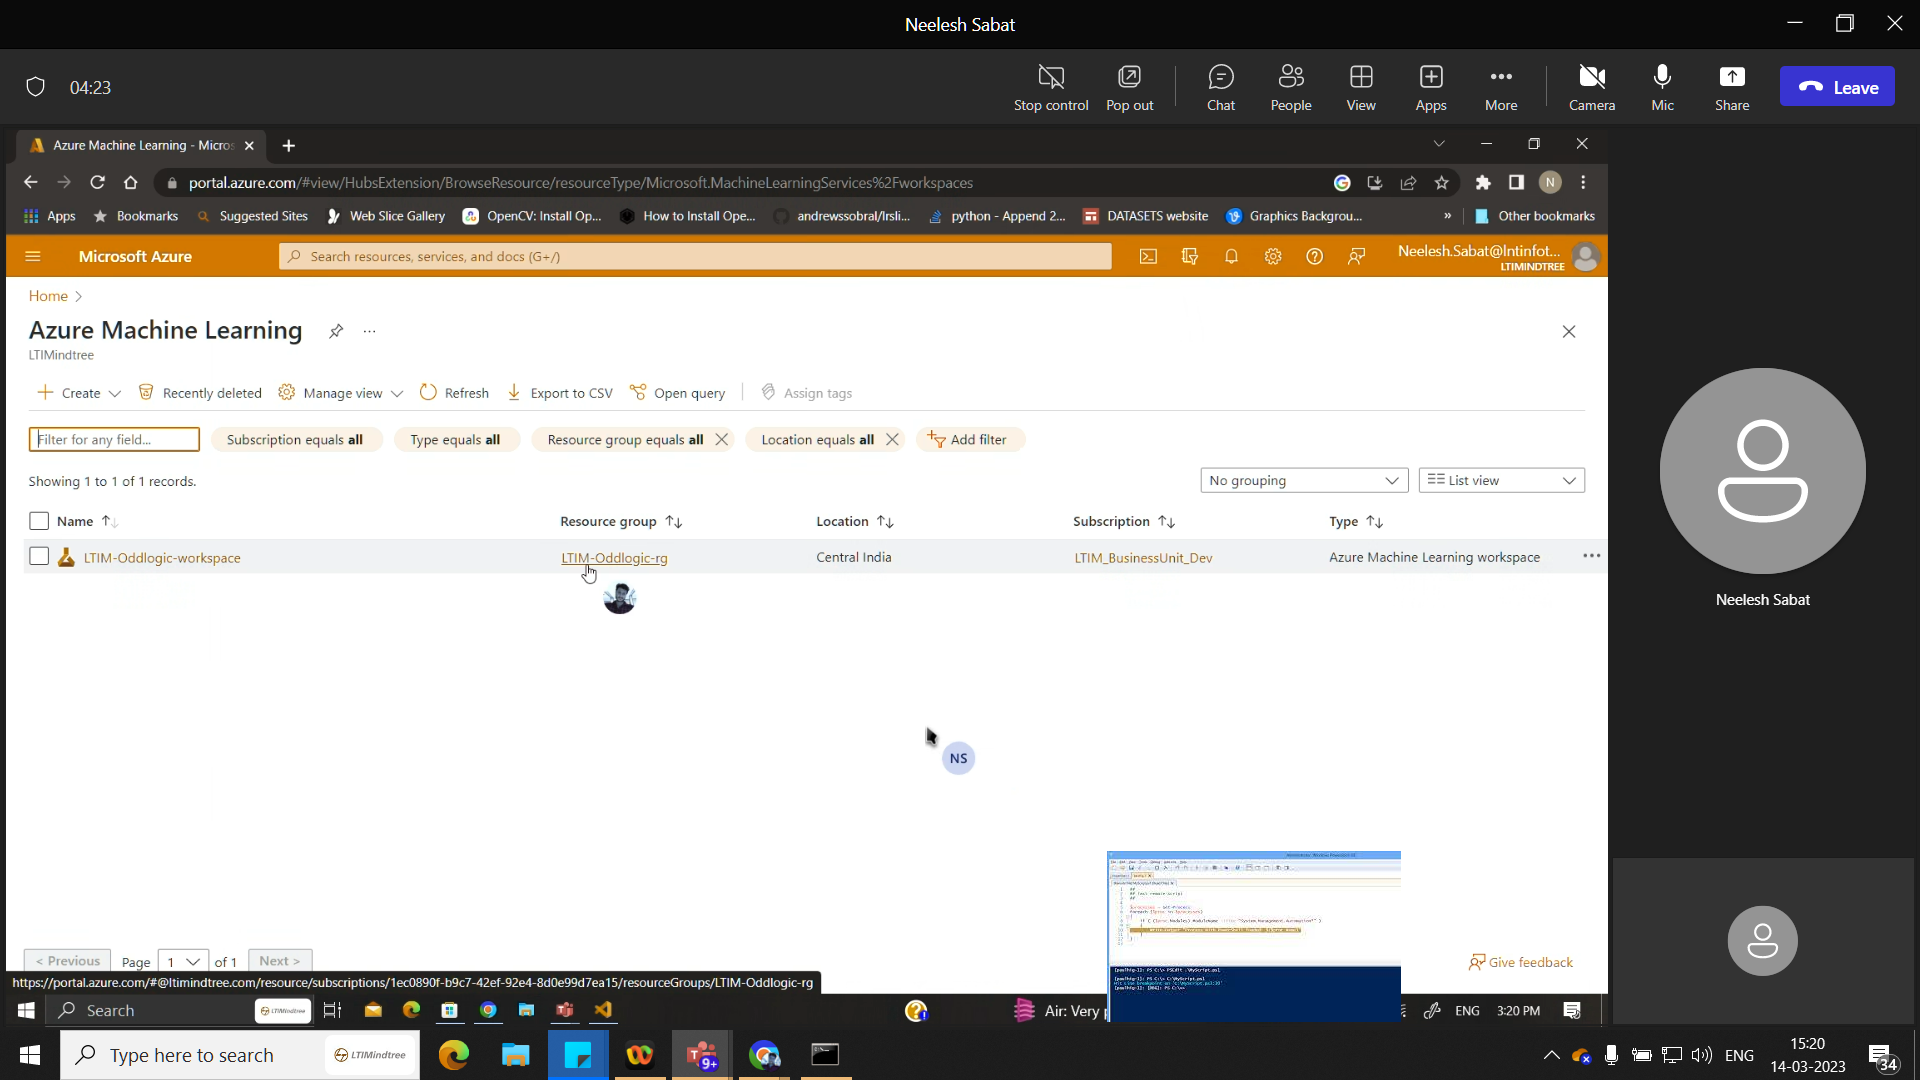 Neelesh Sabat
04:23
Stop control
Pop out
Chat
People
View
Apps
More
Camera
Mic
Share
Leave
Azure Machine Learning - Micros
portal.azure.com/#view/HubsExtension/BrowseResource/resourceType/Microsoft.MachineLearningServices%2Fworkspaces
N
Apps
Bookmarks
Suggested Sites
Web Slice Gallery
OpenCV: Install Op...
How to Install Ope...
andrewssobral/lrsli...
python - Append 2...
DATASETS website
Graphics Backgrou...
»
Other bookmarks
Microsoft Azure
Search resources, services, and docs (G+/)
Neelesh.Sabat@lntinfot...
LTIMINDTREE
Home >
Azure Machine Learning
...
LTIMindtree
Create
Recently deleted
Manage view
Refresh
Export to CSV
Open query
Assign tags
Filter for any field...
Subscription equals all
Type equals all
Resource group equals all
Location equals all
Add filter
Showing 1 to 1 of 1 records.
No grouping
List view
Name
Resource group
Location
Subscription
Type
LTIM-Oddlogic-workspace
LTIM-Oddlogic-rg
Central India
LTIM_BusinessUnit_Dev
Azure Machine Learning workspace
Neelesh Sabat
NS
< Previous
Page 1 of 1
Next >
Give feedback
https://portal.azure.com/#@ltimindtree.com/resource/subscriptions/1ec0890f-b9c7-42ef-92e4-8d0e99d7ea15/resourceGroups/LTIM-Oddlogic-rg
Search
LTIMindtree
Air: Very
ENG
3:20 PM
Type here to search
LTIMindtree
9+
ENG
15:20
14-03-2023
34